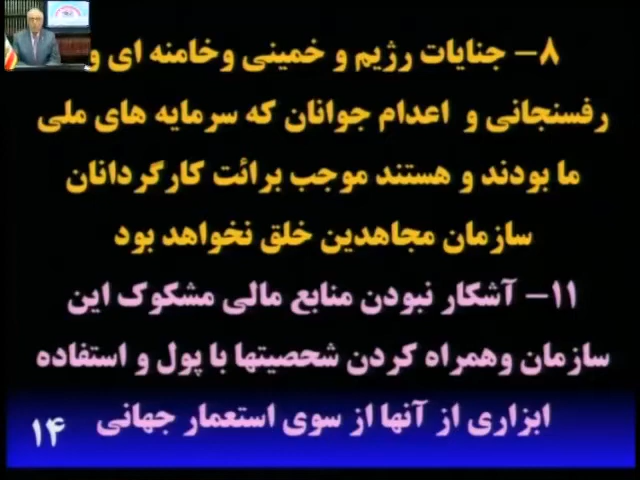 ۸- جنایات رژیم و خمینی وخامنه ای و
رفسنجانی و اعدام جوانان که سرمایه های ملی
ما بودند و هستند موجب برائت کارگردانان
سازمان مجاهدین خلق نخواهد بود
۱۱- آشکار نبودن منابع مالی مشکوک این
سازمان وهمراه کردن شخصیتها با پول و استفاده
ابزاری از آنها از سوی استعمار جهانی
۱۴